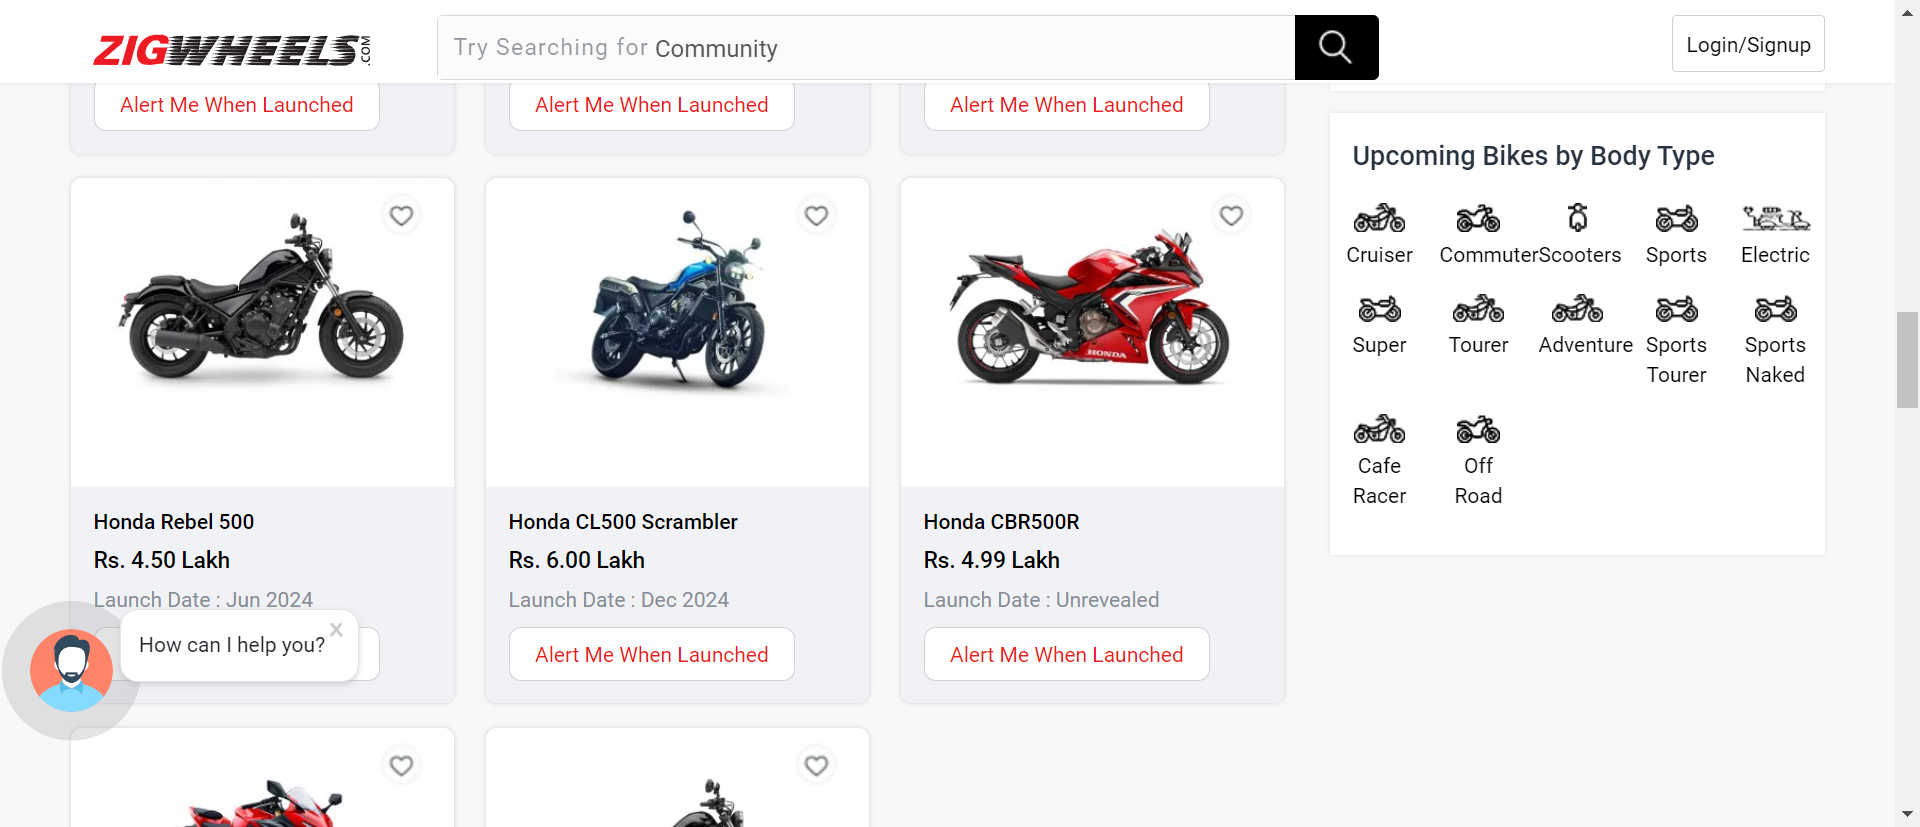 ZIGWHEELS.COM
Try Searching for Community
Login/Signup
Alert Me When Launched
Alert Me When Launched
Alert Me When Launched
Honda Rebel 500
Rs. 4.50 Lakh
Launch Date : Jun 2024
Honda CL500 Scrambler
Rs. 6.00 Lakh
Launch Date : Dec 2024
Alert Me When Launched
HONDA
Honda CBR500R
Rs. 4.99 Lakh
Launch Date : Unrevealed
Alert Me When Launched
How can I help you?
Upcoming Bikes by Body Type
Cruiser
Commuter
Scooters
Sports
Electric
Super
Tourer
Adventure
Sports
Tourer
Sports
Naked
Cafe
Racer
Off
Road